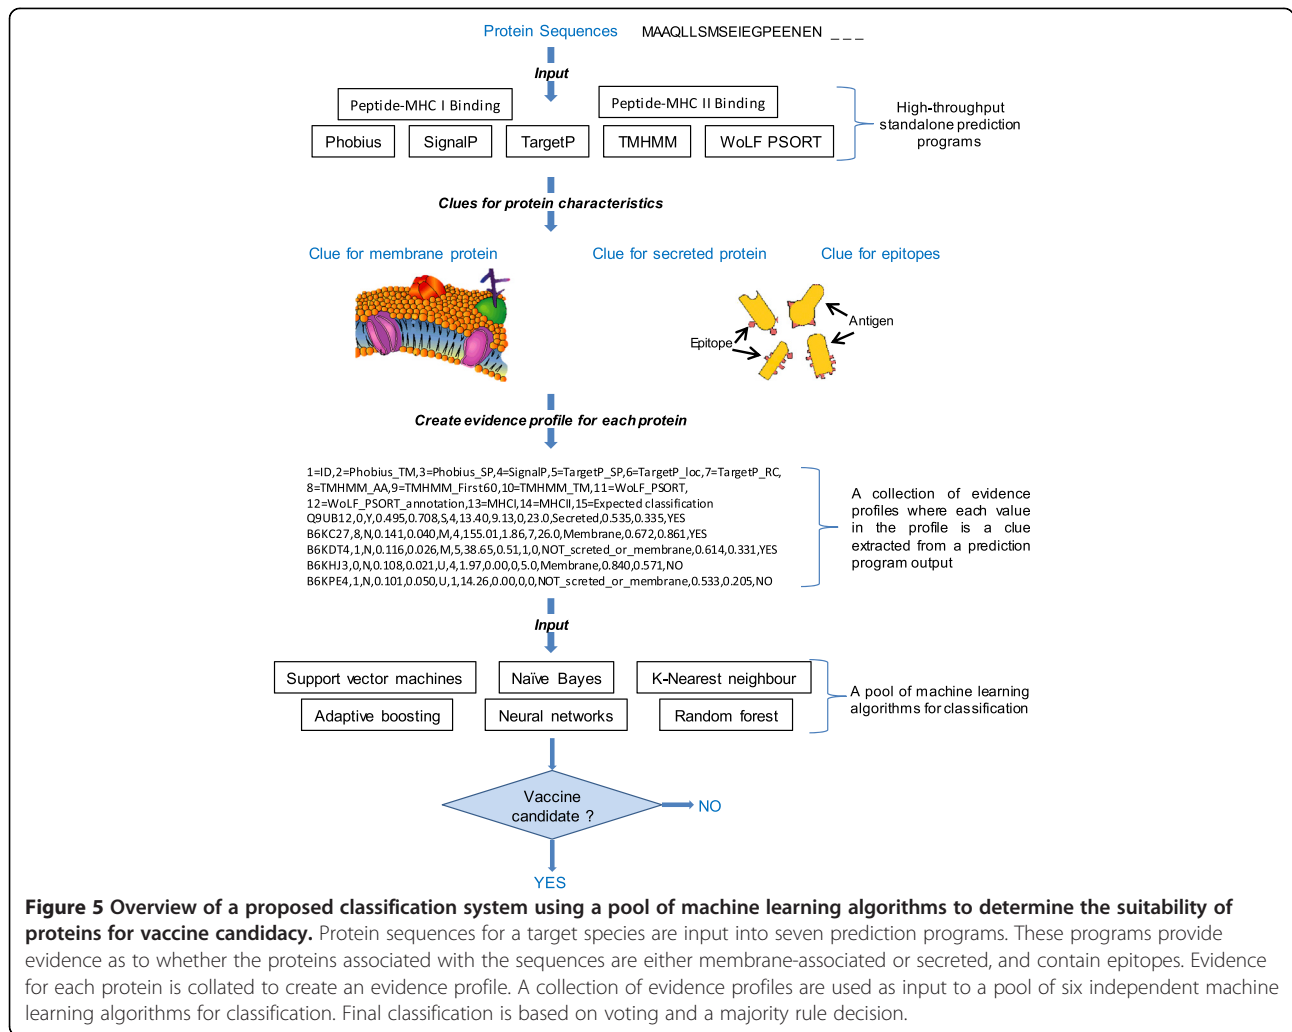 Protein Sequences MAAQLLSMSEIEGPEENEN _ _ _
Input
Peptide-MHC I Binding Peptide-MHC II Binding
Phobius SignalP TargetP TMHMM WoLF PSORT
High-throughput
standalone prediction
programs
Clues for protein characteristics
Clue for membrane protein Clue for secreted protein Clue for epitopes
Antigen
Epitope
Create evidence profile for each protein
1=ID,2=Phobius_TM,3=Phobius_SP,4=SignalP,5=TargetP_SP,6=TargetP_loc,7=TargetP_RC,
8=TMHMM_AA,9=TMHMM_First60,10=TMHMM_TM,11=WoLF_PSORT,
12=WoLF_PSORT_annotation,13=MHCI,14=MHCII,15=Expected classification
Q9UB12,0,Y,0.495,0.708,S,4,13.40,9.13,0,23.0,Secreted,0.535,0.335,YES
B6KC27,8,N,0.141,0.040,M,4,155.01,1.86,7,26.0,Membrane,0.672,0.861,YES
B6KDT4,1,N,0.116,0.026,M,5,38.65,0.51,1,0,NOT_screted_or_membrane,0.614,0.331,YES
B6KHJ3,0,N,0.108,0.021,U,4,1.97,0.00,0,5.0,Membrane,0.840,0.571,NO
B6KPE4,1,N,0.101,0.050,U,1,14.26,0.00,0,0,NOT_screted_or_membrane,0.533,0.205,NO
A collection of evidence
profiles where each value
in the profile is a clue
extracted from a prediction
program output
Input
Support vector machines Naïve Bayes K-Nearest neighbour
Adaptive boosting Neural networks Random forest
A pool of machine learning
algorithms for classification
Vaccine
candidate ?
NO
YES
Figure 5 Overview of a proposed classification system using a pool of machine learning algorithms to determine the suitability of
proteins for vaccine candidacy. Protein sequences for a target species are input into seven prediction programs. These programs provide
evidence as to whether the proteins associated with the sequences are either membrane-associated or secreted, and contain epitopes. Evidence
for each protein is collated to create an evidence profile. A collection of evidence profiles are used as input to a pool of six independent machine
learning algorithms for classification. Final classification is based on voting and a majority rule decision.